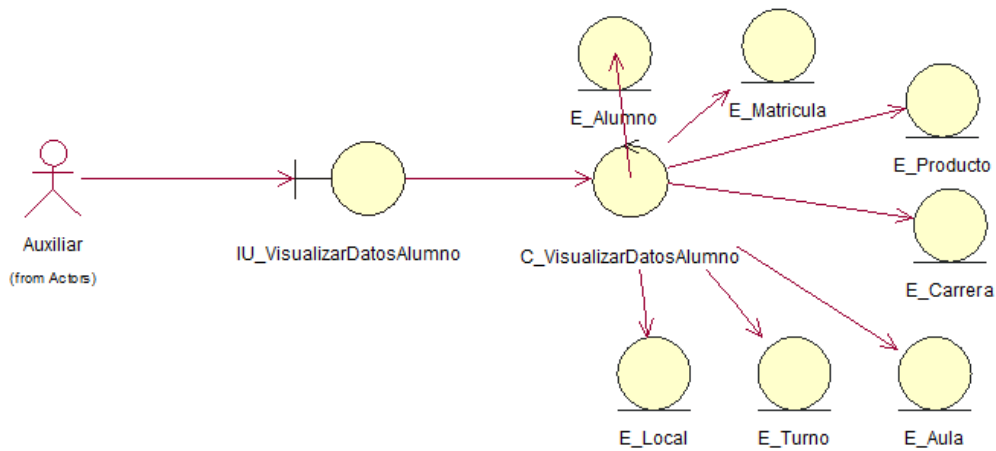 E_Alumno
E_Matricula
E_Producto
Auxiliar
(from Actors)
IU_VisualizarDatosAlumno
C_VisualizarDatosAlumno
E_Carrera
E_Local
E_Turno
E_Aula